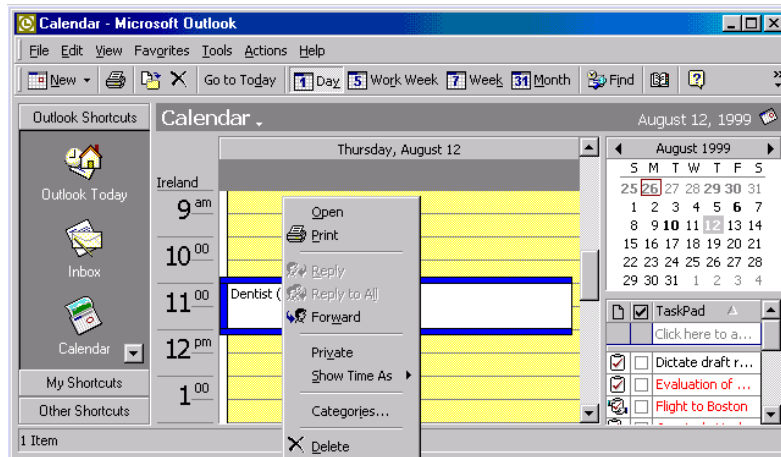 Calendar - Microsoft Outlook
File Edit View Favorites Tools Actions Help
New Go to Today 1 Day 5 Work Week 7 Week 31 Month Find
Outlook Shortcuts
Calendar
August 12, 1999
Thursday, August 12
August 1999
S M T W T F S
25 26 27 28 29 30 31
1 2 3 4 5 6 7
8 9 10 11 12 13 14
15 16 17 18 19 20 21
22 23 24 25 26 27 28
29 30 31 1 2 3 4
Outlook Today
Inbox
Calendar
My Shortcuts
Other Shortcuts
Ireland
9 am
10 00
11 00
12 pm
1 00
Dentist (
Open
Print
Reply
Reply to All
Forward
Private
Show Time As
Categories...
Delete
TaskPad
Click here to a...
Dictate draft r...
Evaluation of ...
Flight to Boston
1 Item